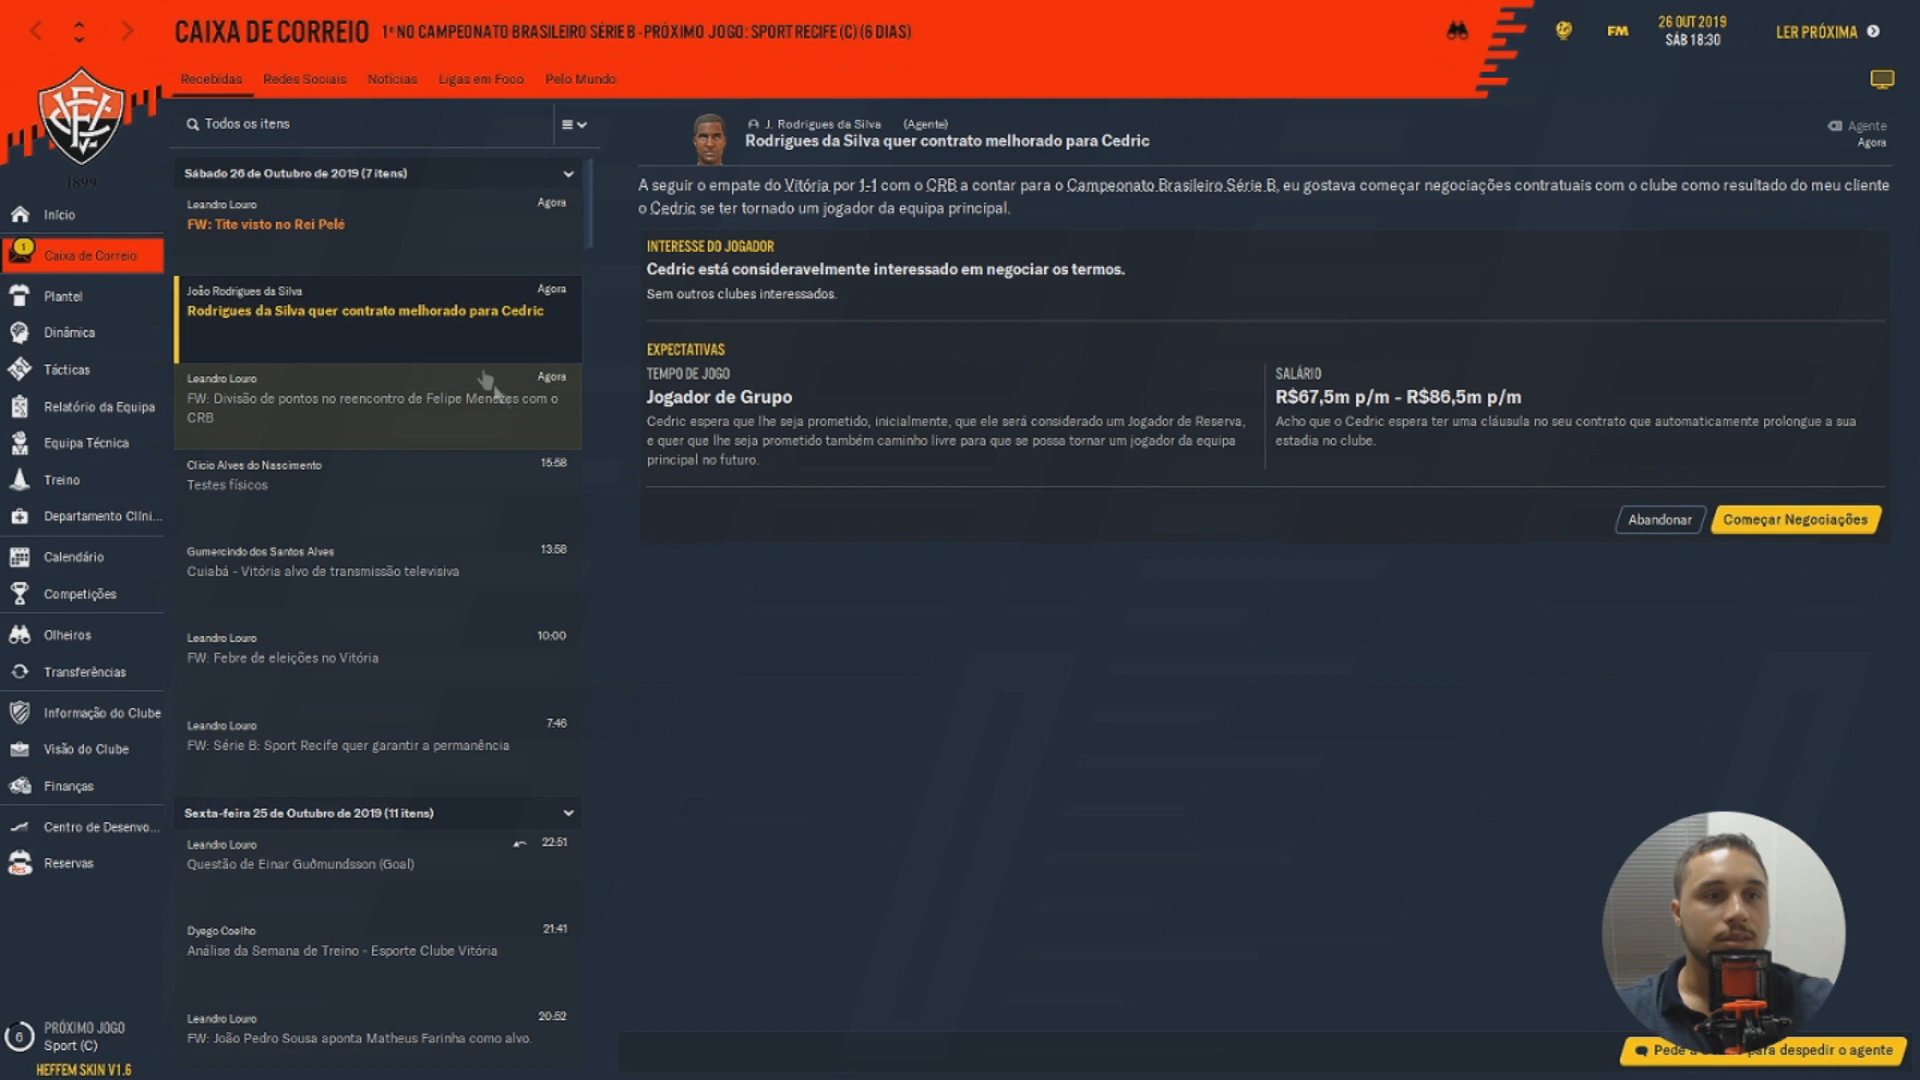 CAIXA DE CORREIO
1º NO CAMPEONATO BRASILEIRO SÉRIE B - PRÓXIMO JOGO: SPORT RECIFE (C) (6 DIAS)
FM
26 OUT 2019
SÁB 18:30
LER PRÓXIMA
Recebidas
Redes Sociais
Notícias
Ligas em Foco
Pelo Mundo
1899
Início
1
Caixa de Correio
Plantel
Dinâmica
Tácticas
Relatório da Equipa
Equipa Técnica
Treino
Departamento Clíni...
Calendário
Competições
Olheiros
Transferências
Informação do Clube
Visão do Clube
Finanças
Centro de Desenvo...
Reservas
6
PRÓXIMO JOGO
Sport (C)
HEFFEM SKIN V1.6
Todos os itens
Sábado 26 de Outubro de 2019 (7 itens)
Leandro Louro
Agora
FW: Tite visto no Rei Pelé
João Rodrigues da Silva
Agora
Rodrigues da Silva quer contrato melhorado para Cedric
Leandro Louro
Agora
FW: Divisão de pontos no reencontro de Felipe Menezes com o
CRB
Clício Alves do Nascimento
15:58
Testes físicos
Gumercindo dos Santos Alves
13:58
Cuiabá - Vitória alvo de transmissão televisiva
Leandro Louro
10:00
FW: Febre de eleições no Vitória
Leandro Louro
7:46
FW: Série B: Sport Recife quer garantir a permanência
Sexta-feira 25 de Outubro de 2019 (11 itens)
Leandro Louro
22:51
Questão de Einar Guðmundsson (Goal)
Dyego Coelho
21:41
Análise da Semana de Treino - Esporte Clube Vitória
Leandro Louro
20:52
FW: João Pedro Sousa aponta Matheus Farinha como alvo.
J. Rodrigues da Silva (Agente)
Rodrigues da Silva quer contrato melhorado para Cedric
Agente
Agora
A seguir o empate do Vitória por 1-1 com o CRB a contar para o Campeonato Brasileiro Série B, eu gostava começar negociações contratuais com o clube como resultado do meu cliente
o Cedric se ter tornado um jogador da equipa principal.
INTERESSE DO JOGADOR
Cedric está consideravelmente interessado em negociar os termos.
Sem outros clubes interessados.
EXPECTATIVAS
TEMPO DE JOGO
Jogador de Grupo
Cedric espera que lhe seja prometido, inicialmente, que ele será considerado um Jogador de Reserva,
e quer que lhe seja prometido também caminho livre para que se possa tornar um jogador da equipa
principal no futuro.
SALÁRIO
R$67,5m p/m - R$86,5m p/m
Acho que o Cedric espera ter uma cláusula no seu contrato que automaticamente prolongue a sua
estadia no clube.
Abandonar
Começar Negociações
Pede a para despedir o agente